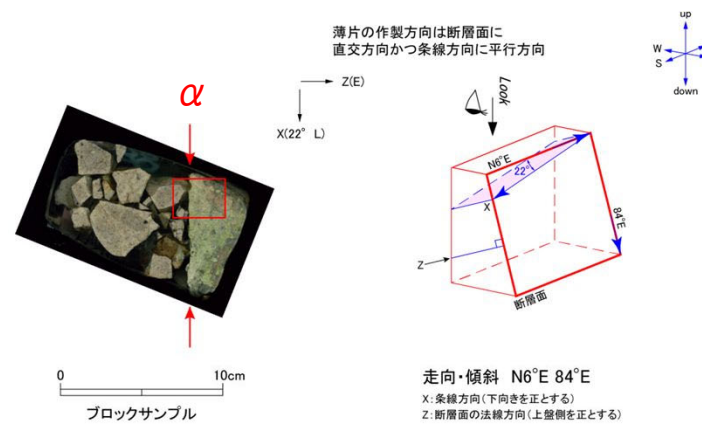 薄片の作製方向は断層面に
直交方向かつ条線方向に平行方向
up
W
S
down
Z(E)
X(22° L)
α
Look
N6°E
22°
X
84°E
Z
断層面
0 10cm
ブロックサンプル
走向・傾斜 N6°E 84°E
X:条線方向(下向きを正とする)
Z:断層面の法線方向(上盤側を正とする)